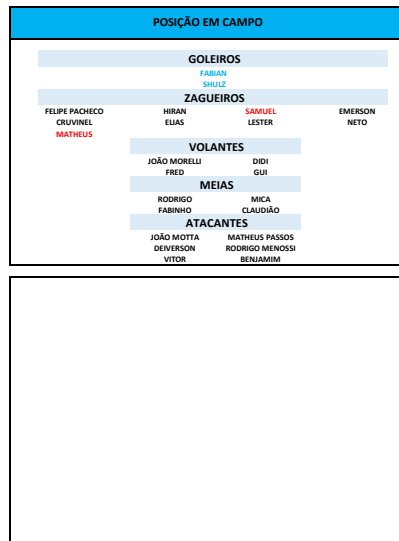 POSIÇÃO EM CAMPO
GOLEIROS
FABIAN
SHULZ
ZAGUEIROS
FELIPE PACHECO HIRAN SAMUEL EMERSON
CRUVINEL ELIAS LESTER NETO
MATHEUS
VOLANTES
JOÃO MORELLI DIDI
FRED GUI
MEIAS
RODRIGO MICA
FABINHO CLAUDIÃO
ATACANTES
JOÃO MOTTA MATHEUS PASSOS
DEIVERSON RODRIGO MENOSSI
VITOR BENJAMIM